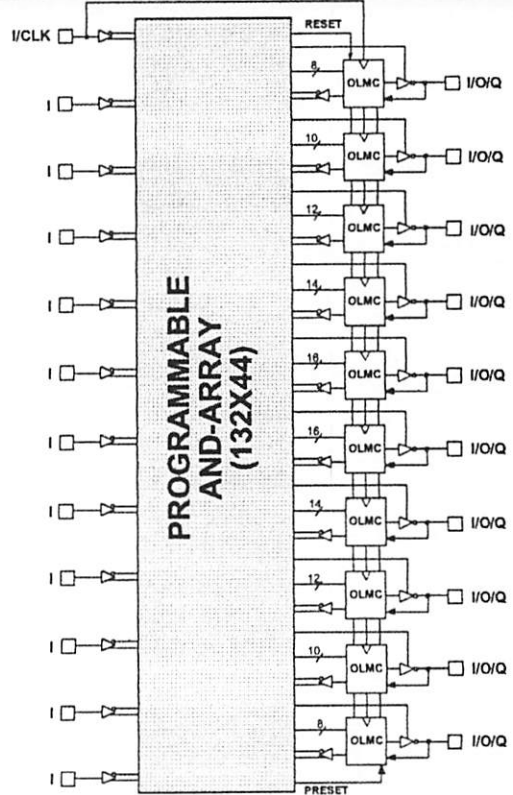 RESET
I/CLK
8
OLMC
I/O/Q
I
10
OLMC
I/O/Q
I
12
OLMC
I/O/Q
I
14
OLMC
I/O/Q
I
16
OLMC
I/O/Q
I
PROGRAMMABLE
AND-ARRAY
(132X44)
16
OLMC
I/O/Q
I
14
OLMC
I/O/Q
I
12
OLMC
I/O/Q
I
10
OLMC
I/O/Q
I
8
OLMC
I/O/Q
I
I
PRESET